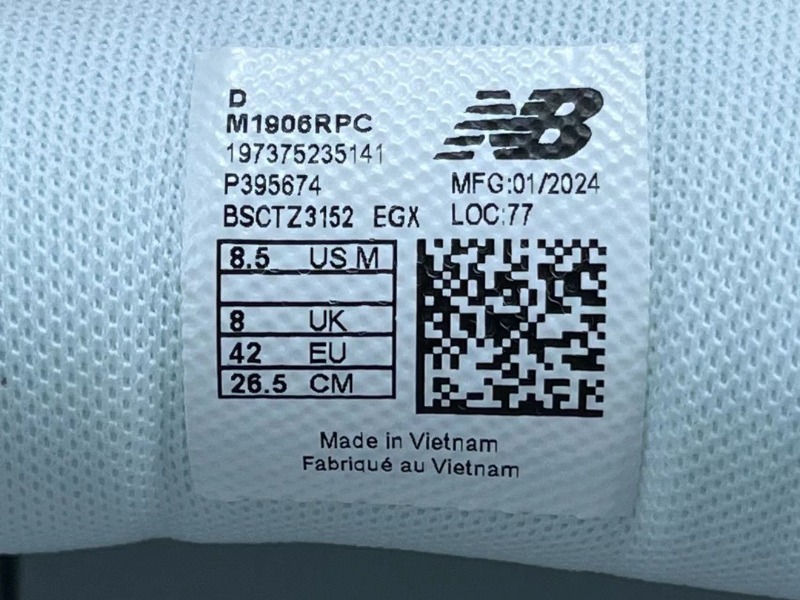 D
M1906RPC
197375235141
P395674 MFG:01/2024
BSCTZ3152 EGX LOC:77
NB
8.5 US M
8 UK
42 EU
26.5 CM
Made in Vietnam
Fabriqué au Vietnam